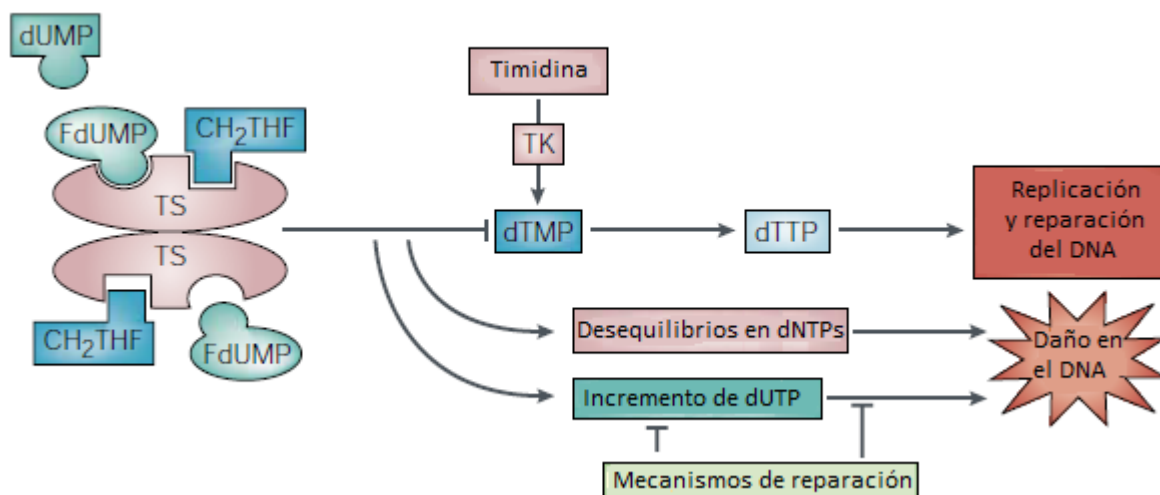 dUMP
FdUMP
CH2THF
TS
TS
CH2THF
FdUMP
Timidina
TK
dTMP
dTTP
Replicación
y reparación
del DNA
Desequilibrios en dNTPs
Daño en
el DNA
Incremento de dUTP
Mecanismos de reparación